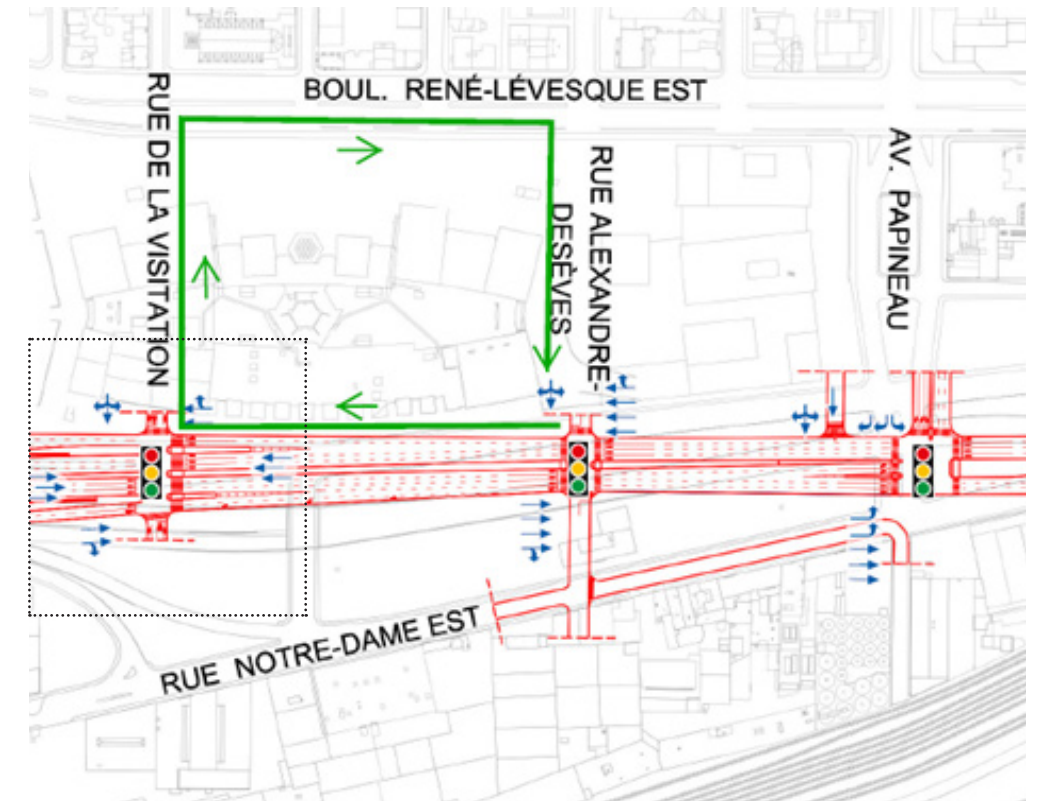 BOUL. RENÉ-LÉVESQUE EST
RUE DE LA VISITATION
RUE ALEXANDRE-
DESÈVES
AV. PAPINEAU
RUE NOTRE-DAME EST